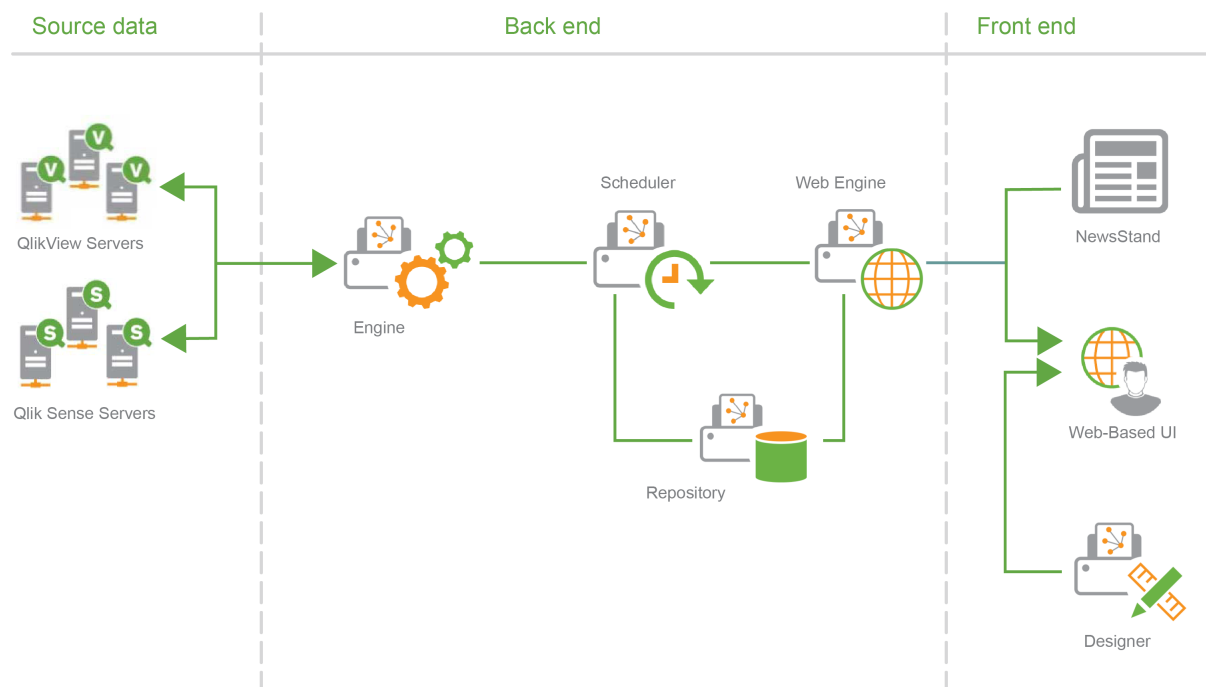 Source data
Back end
Front end
V
V
V
QlikView Servers
S
S
S
Qlik Sense Servers
Engine
Scheduler
Web Engine
Repository
NewsStand
Web-Based UI
Designer